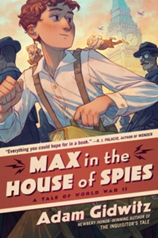 "Everything you could hope for in a book." —R. J. PALACIO, AUTHOR OF WONDER
MAX in the
HOUSE OF SPIES
A TALE OF WORLD WAR II
Adam Gidwitz
NEWBERY HONOR–WINNING AUTHOR OF
THE INQUISITOR'S TALE